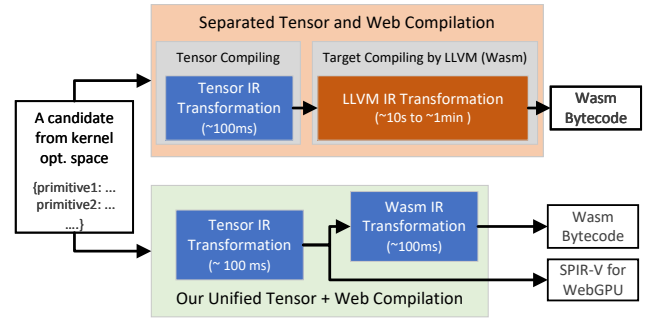 Separated Tensor and Web Compilation
Tensor Compiling
Target Compiling by LLVM (Wasm)
Tensor IR
Transformation
(~100ms)
LLVM IR Transformation
(~10s to ~1min )
Wasm
Bytecode
A candidate
from kernel
opt. space
{primitive1: ...
primitive2: ...
....}
Tensor IR
Transformation
(~ 100 ms)
Wasm IR
Transformation
(~100ms)
Wasm
Bytecode
SPIR-V for
WebGPU
Our Unified Tensor + Web Compilation